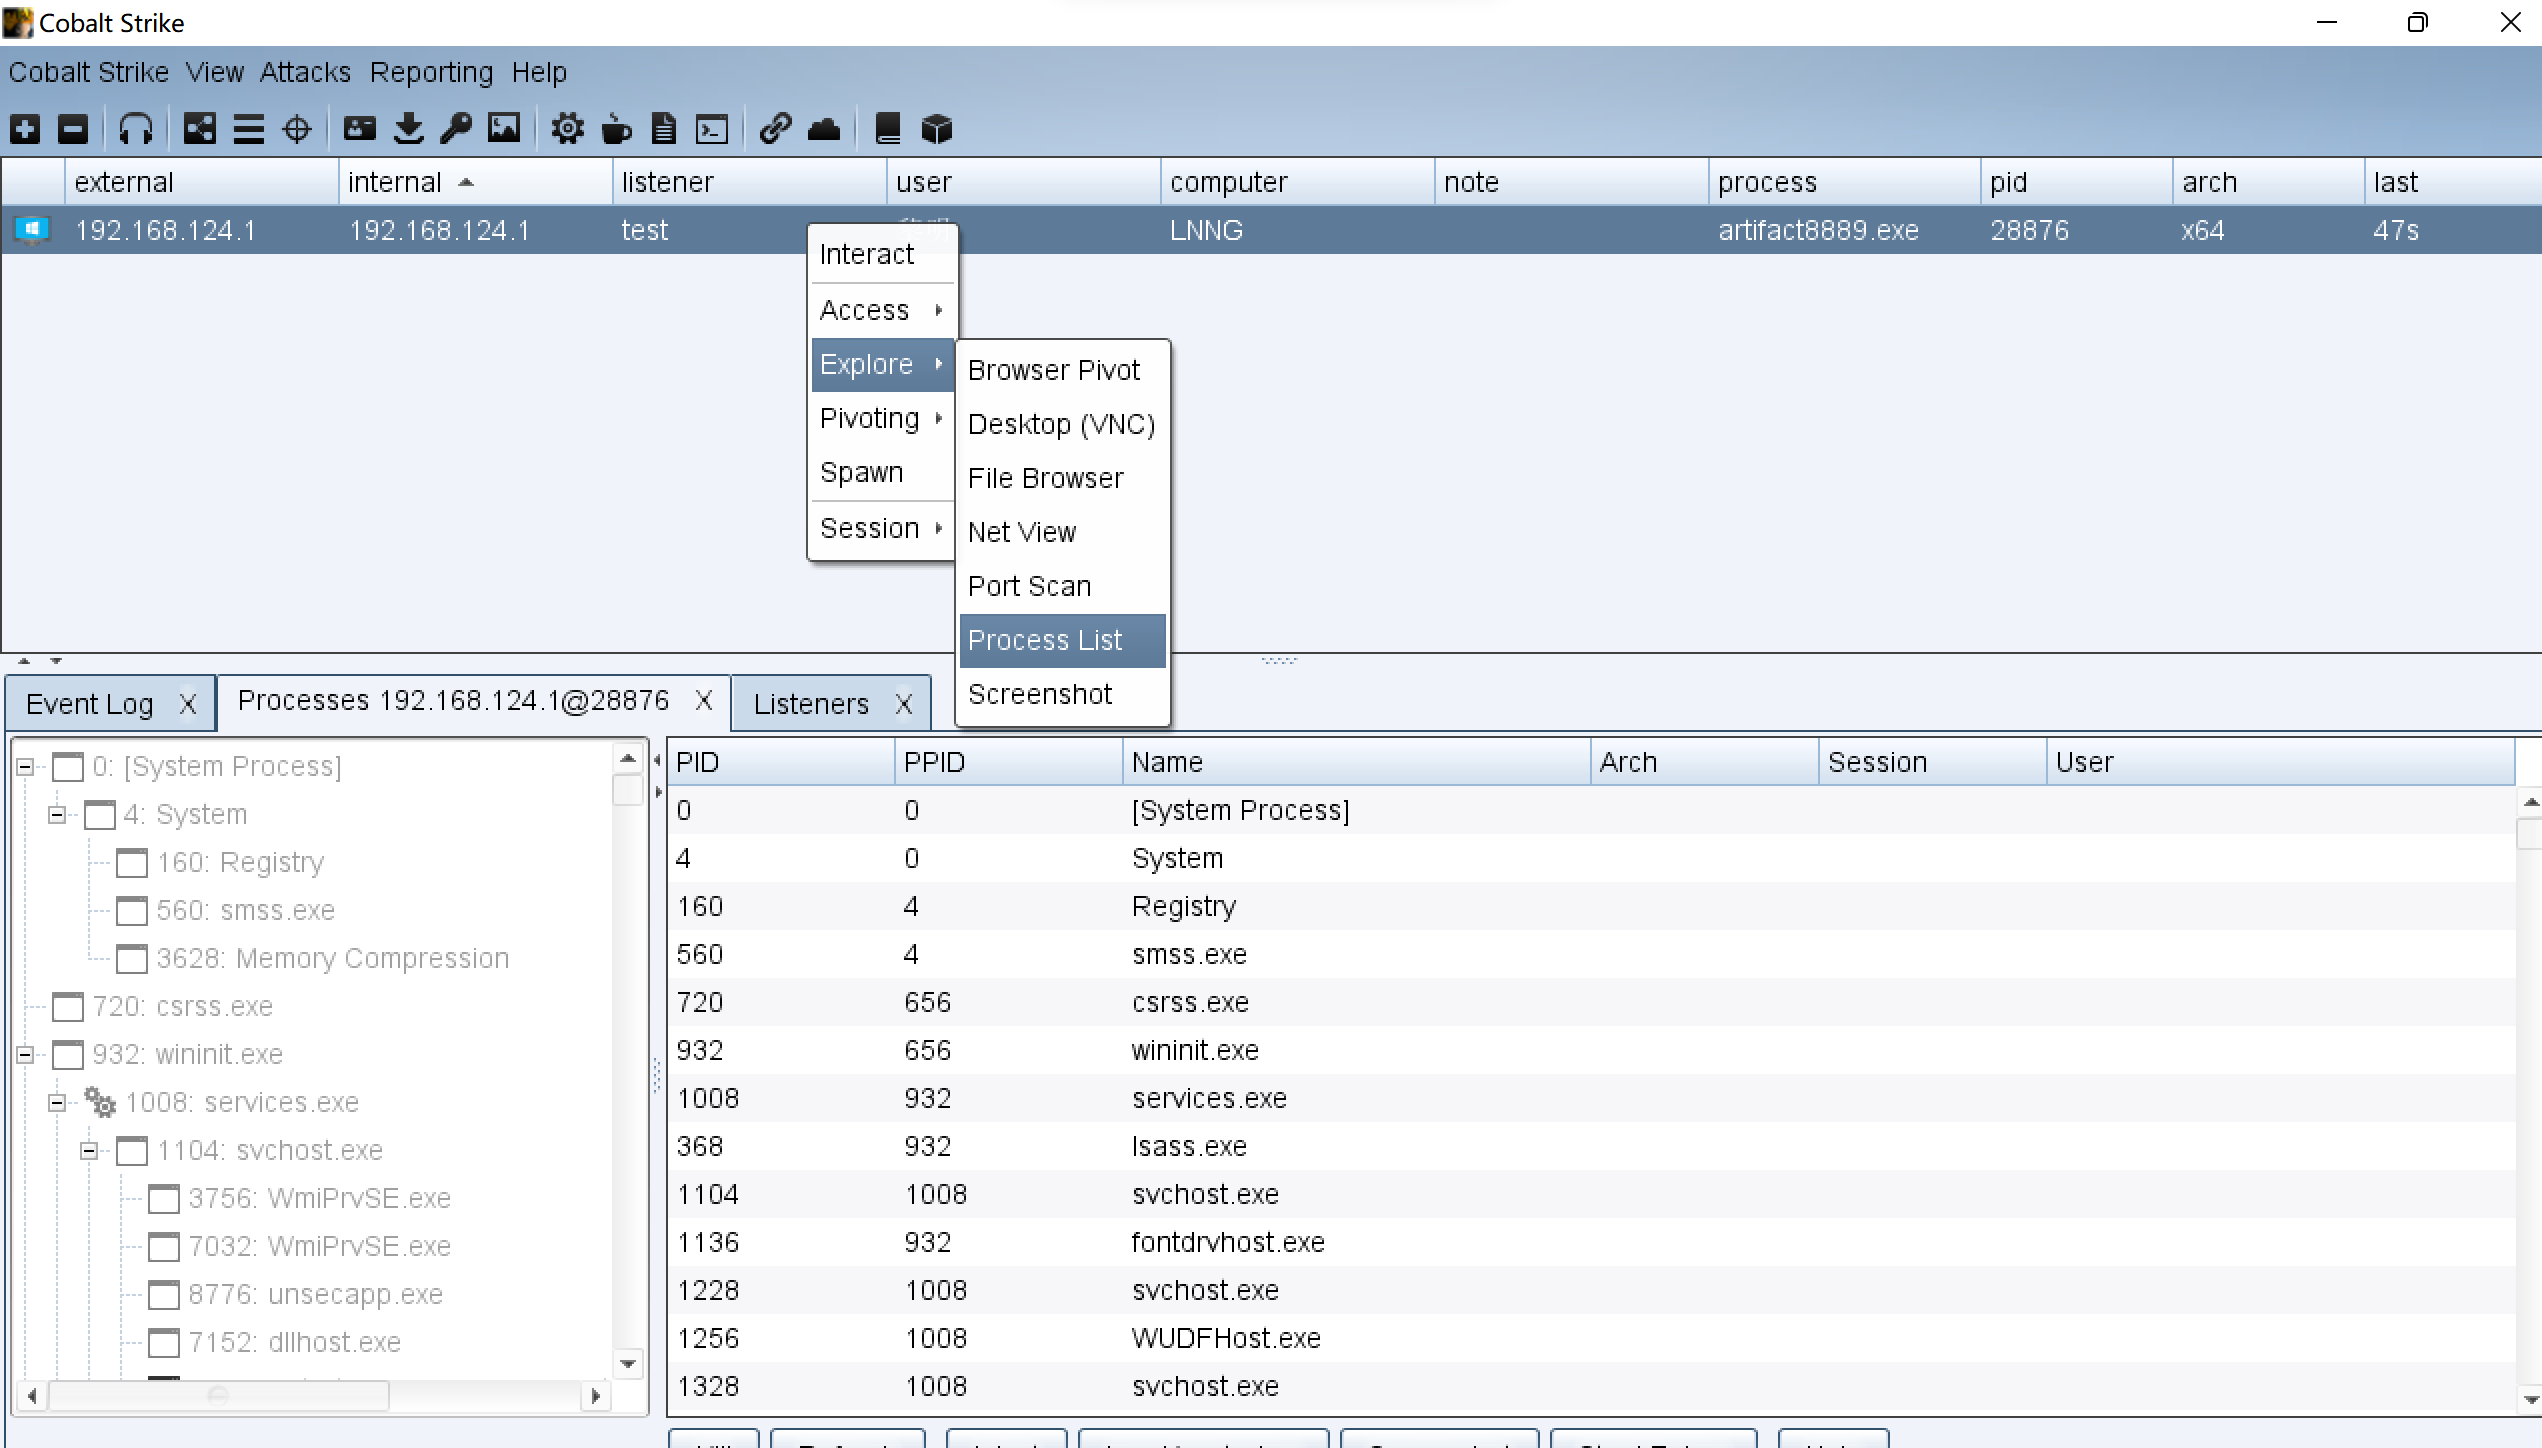 Cobalt Strike
Cobalt Strike View Attacks Reporting Help
external internal listener user computer note process pid arch last
192.168.124.1 192.168.124.1 test LNNG artifact8889.exe 28876 x64 47s
Interact
Access
Explore
Pivoting
Spawn
Session
Browser Pivot
Desktop (VNC)
File Browser
Net View
Port Scan
Process List
Screenshot
Event Log X Processes 192.168.124.1@28876 X Listeners X
0: [System Process]
4: System
160: Registry
560: smss.exe
3628: Memory Compression
720: csrss.exe
932: wininit.exe
1008: services.exe
1104: svchost.exe
3756: WmiPrvSE.exe
7032: WmiPrvSE.exe
8776: unsecapp.exe
7152: dllhost.exe
PID PPID Name Arch Session User
0 0 [System Process]
4 0 System
160 4 Registry
560 4 smss.exe
720 656 csrss.exe
932 656 wininit.exe
1008 932 services.exe
368 932 lsass.exe
1104 1008 svchost.exe
1136 932 fontdrvhost.exe
1228 1008 svchost.exe
1256 1008 WUDFHost.exe
1328 1008 svchost.exe